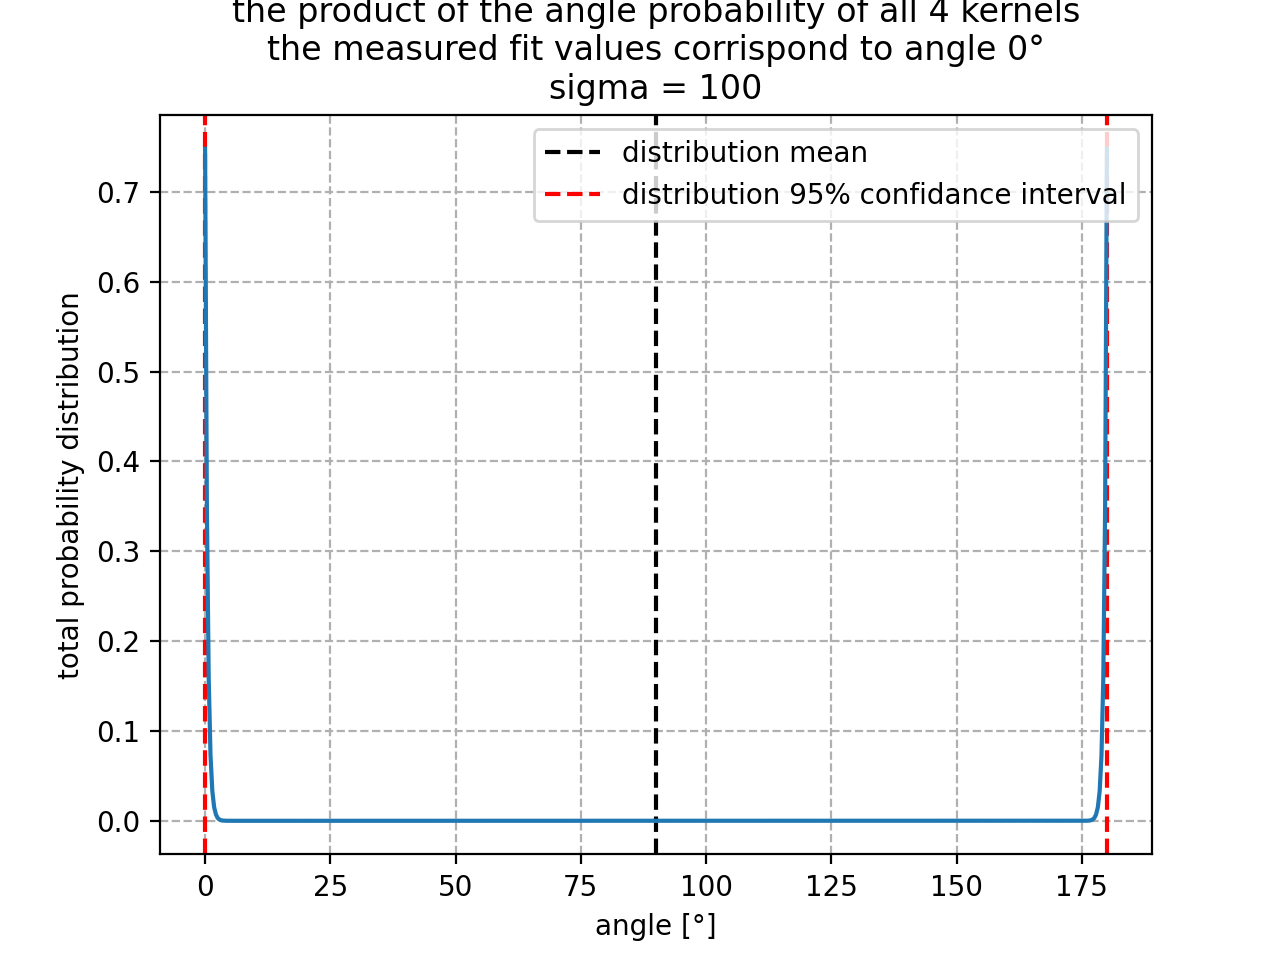 the product of the angle probability of all 4 kernels
the measured fit values corrispond to angle 0°
sigma = 100
distribution mean
distribution 95% confidance interval
total probability distribution
0.7
0.6
0.5
0.4
0.3
0.2
0.1
0.0
0 25 50 75 100 125 150 175
angle [°]